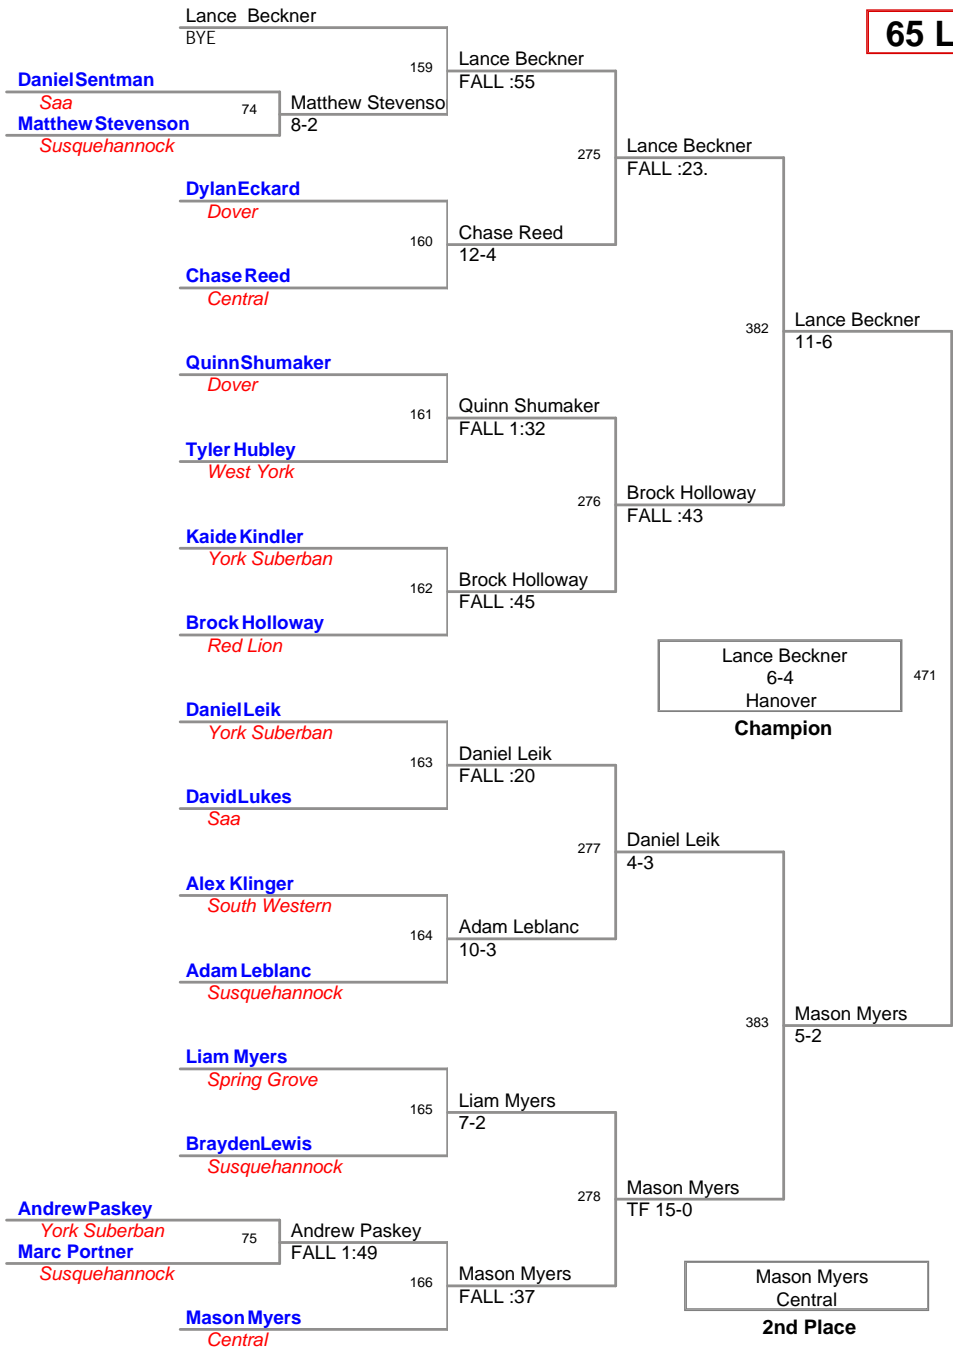 Lance  Beckner
BYE
65 L
159
Lance Beckner
FALL :55
Daniel Sentman
Saa
74
Matthew Stevenso
8-2
Matthew Stevenson
Susquehannock
275
Lance Beckner
FALL :23.
Dylan Eckard
Dover
160
Chase Reed
12-4
Chase Reed
Central
382
Lance Beckner
11-6
Quinn Shumaker
Dover
161
Quinn Shumaker
FALL 1:32
Tyler Hubley
West York
276
Brock Holloway
FALL :43
Kaide Kindler
York Suberban
162
Brock Holloway
FALL :45
Brock Holloway
Red Lion
Lance Beckner
6-4
Hanover
471
Champion
Daniel Leik
York Suberban
163
Daniel Leik
FALL :20
David Lukes
Saa
277
Daniel Leik
4-3
Alex Klinger
South Western
164
Adam Leblanc
10-3
Adam Leblanc
Susquehannock
383
Mason Myers
5-2
Liam Myers
Spring Grove
165
Liam Myers
7-2
Brayden Lewis
Susquehannock
278
Mason Myers
TF 15-0
Andrew Paskey
York Suberban
75
Andrew Paskey
FALL 1:49
Marc Portner
Susquehannock
166
Mason Myers
FALL :37
Mason Myers
Central
Mason Myers
Central
2nd Place